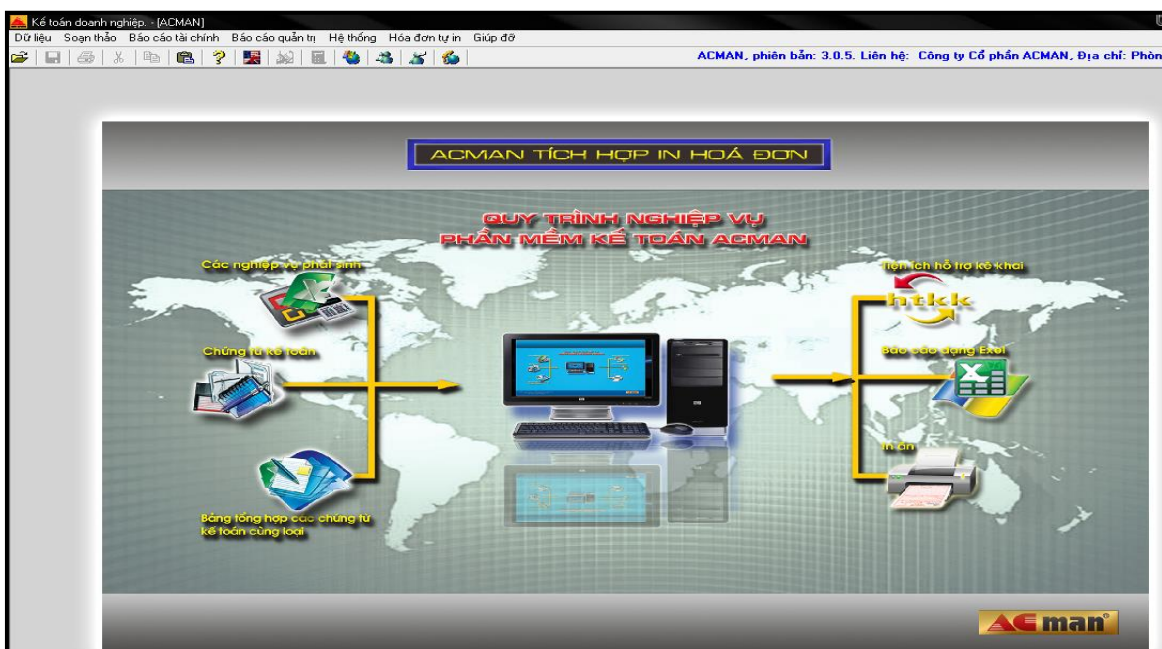 Kế toán doanh nghiệp. - [ACMAN]
Dữ liệu Soạn thảo Báo cáo tài chính Báo cáo quản trị Hệ thống Hóa đơn tự in Giúp đỡ
ACMAN, phiên bản: 3.0.5. Liên hệ: Công ty Cổ phần ACMAN, Địa chỉ: Phòn
ACMAN TÍCH HỢP IN HOÁ ĐƠN
QUY TRÌNH NGHIỆP VỤ
PHẦN MỀM KẾ TOÁN ACMAN
Các nghiệp vụ phát sinh
Tiện ích hỗ trợ kê khai
htkk
Chứng từ kế toán
Báo cáo dạng Exel
In ấn
Bảng tổng hợp các chứng từ
kế toán cùng loại
ACman®